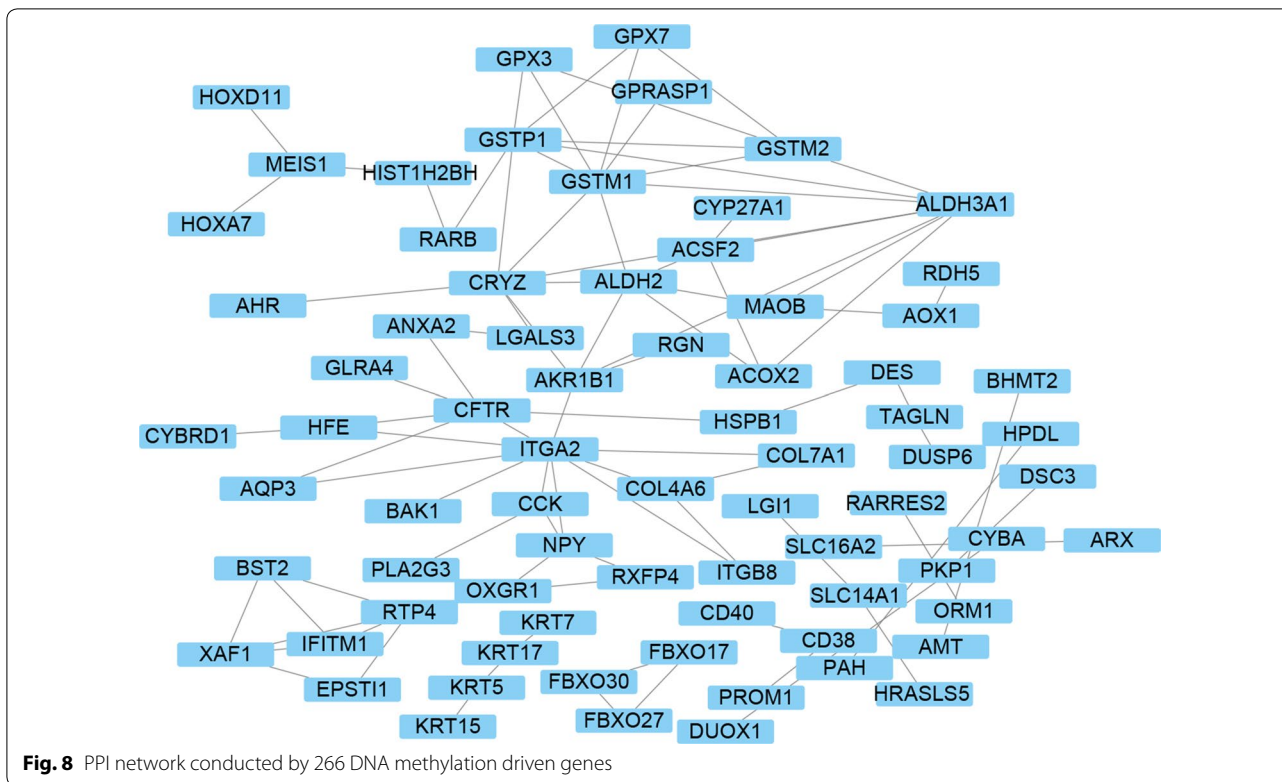 GPX7
GPX3
GPRASP1
HOXD11
GSTP1
GSTM2
MEIS1
HIST1H2BH
GSTM1
ALDH3A1
CYP27A1
HOXA7
RARB
ACSF2
RDH5
CRYZ
ALDH2
AHR
MAOB
AOX1
ANXA2
LGALS3
RGN
GLRA4
AKR1B1
ACOX2
DES
BHMT2
CFTR
HSPB1
TAGLN
CYBRD1
HFE
HPDL
ITGA2
COL7A1
DUSP6
DSC3
AQP3
COL4A6
BAK1
CCK
LGI1
RARRES2
NPY
SLC16A2
CYBA
ARX
BST2
PLA2G3
ITGB8
PKP1
OXGR1
RXFP4
SLC14A1
RTP4
CD40
ORM1
KRT7
IFITM1
CD38
AMT
XAF1
KRT17
FBXO17
PAH
EPSTI1
KRT5
FBXO30
PROM1
HRASLS5
KRT15
FBXO27
DUOX1
Fig. 8 PPI network conducted by 266 DNA methylation driven genes